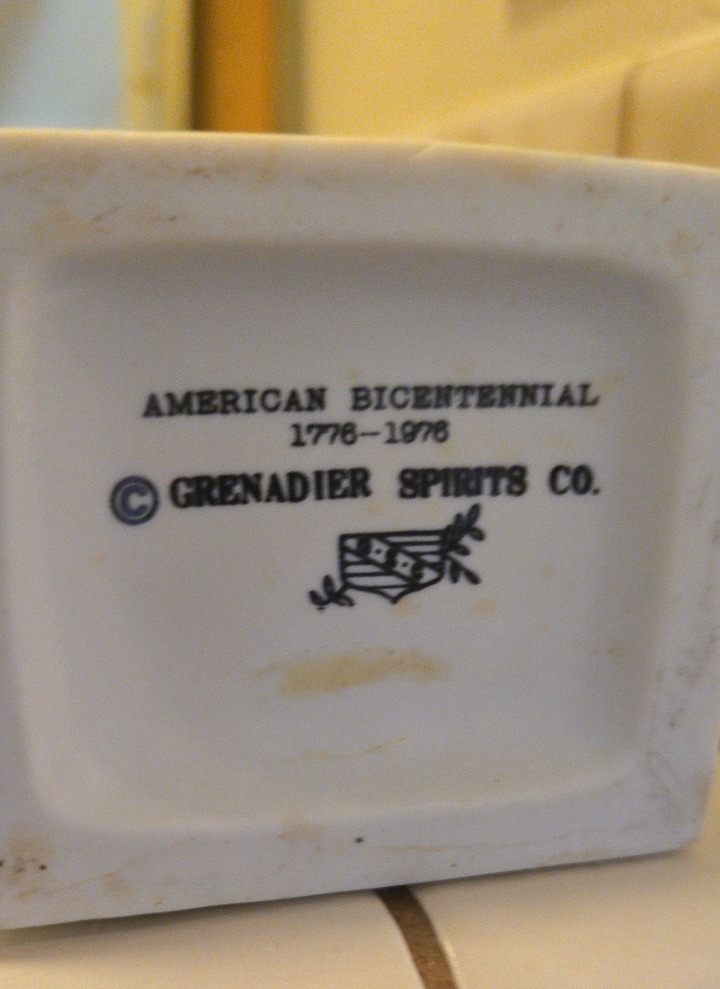 AMERICAN BICENTENNIAL
1776-1976
© GRENADIER SPIRITS CO.